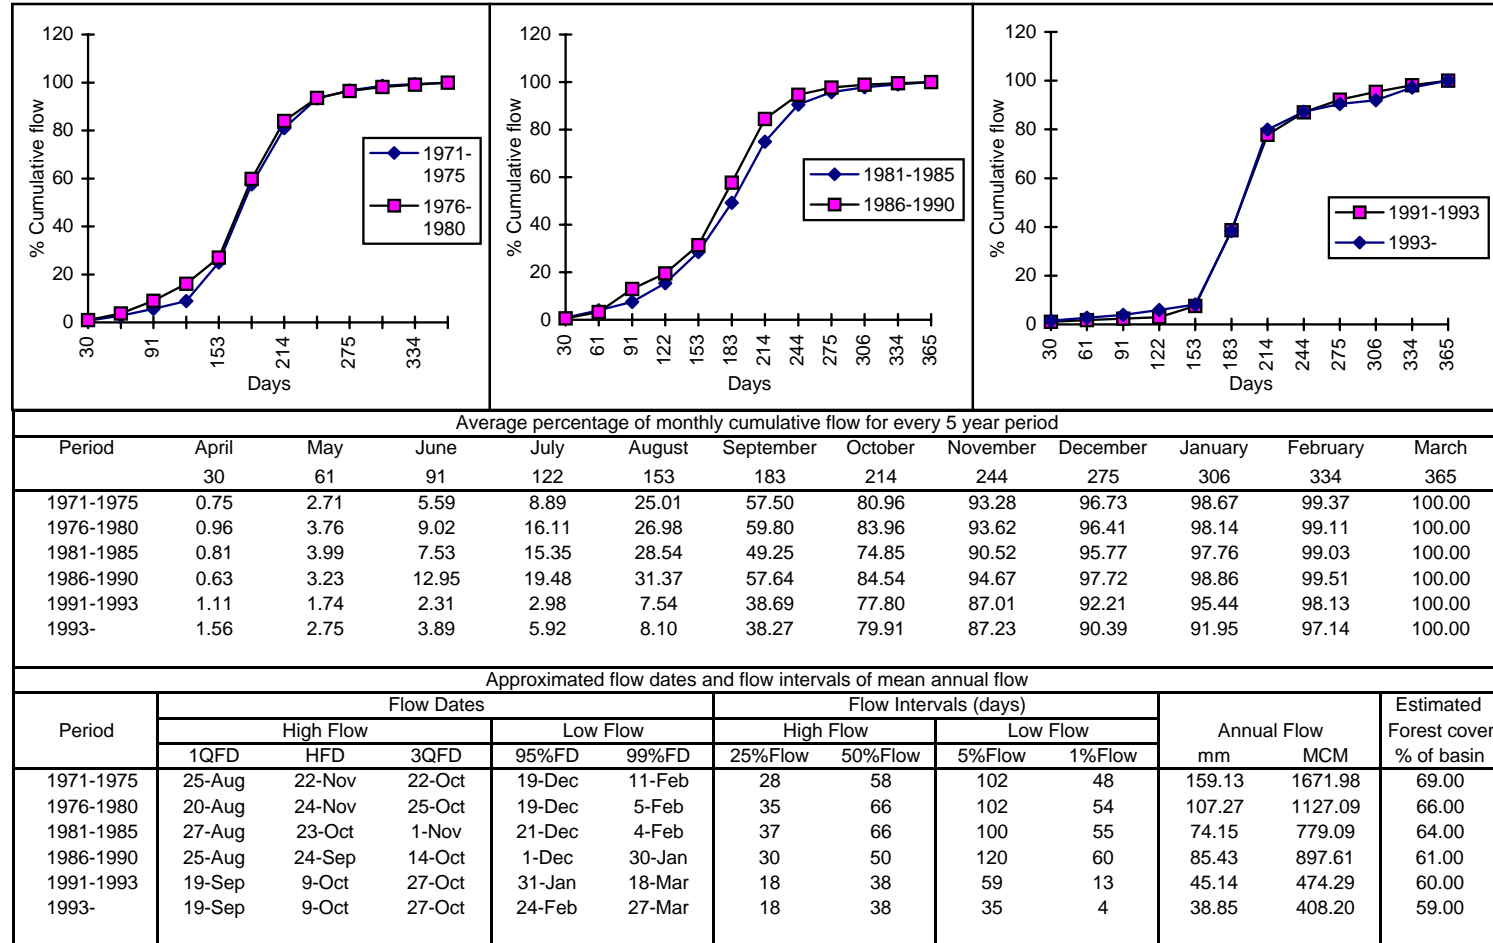 120
100
80
60
40
20
0
% Cumulative flow
30
91
153
214
275
334
Days
1971-
1975
1976-
1980
120
100
80
60
40
20
0
% Cumulative flow
30
61
91
122
153
183
214
244
275
306
334
365
Days
1981-1985
1986-1990
120
100
80
60
40
20
0
% Cumulative flow
30
61
91
122
153
183
214
244
275
306
334
365
Days
1991-1993
1993-
Average percentage of monthly cumulative flow for every 5 year period
Period April May June July August September October November December January February March
30 61 91 122 153 183 214 244 275 306 334 365
1971-1975 0.75 2.71 5.59 8.89 25.01 57.50 80.96 93.28 96.73 98.67 99.37 100.00
1976-1980 0.96 3.76 9.02 16.11 26.98 59.80 83.96 93.62 96.41 98.14 99.11 100.00
1981-1985 0.81 3.99 7.53 15.35 28.54 49.25 74.85 90.52 95.77 97.76 99.03 100.00
1986-1990 0.63 3.23 12.95 19.48 31.37 57.64 84.54 94.67 97.72 98.86 99.51 100.00
1991-1993 1.11 1.74 2.31 2.98 7.54 38.69 77.80 87.01 92.21 95.44 98.13 100.00
1993- 1.56 2.75 3.89 5.92 8.10 38.27 79.91 87.23 90.39 91.95 97.14 100.00
Approximated flow dates and flow intervals of mean annual flow
Flow Dates Flow Intervals (days) Estimated
Period High Flow Low Flow High Flow Low Flow Annual Flow Forest cover
1QFD HFD 3QFD 95%FD 99%FD 25%Flow 50%Flow 5%Flow 1%Flow mm MCM % of basin
1971-1975 25-Aug 22-Nov 22-Oct 19-Dec 11-Feb 28 58 102 48 159.13 1671.98 69.00
1976-1980 20-Aug 24-Nov 25-Oct 19-Dec 5-Feb 35 66 102 54 107.27 1127.09 66.00
1981-1985 27-Aug 23-Oct 1-Nov 21-Dec 4-Feb 37 66 100 55 74.15 779.09 64.00
1986-1990 25-Aug 24-Sep 14-Oct 1-Dec 30-Jan 30 50 120 60 85.43 897.61 61.00
1991-1993 19-Sep 9-Oct 27-Oct 31-Jan 18-Mar 18 38 59 13 45.14 474.29 60.00
1993- 19-Sep 9-Oct 27-Oct 24-Feb 27-Mar 18 38 35 4 38.85 408.20 59.00